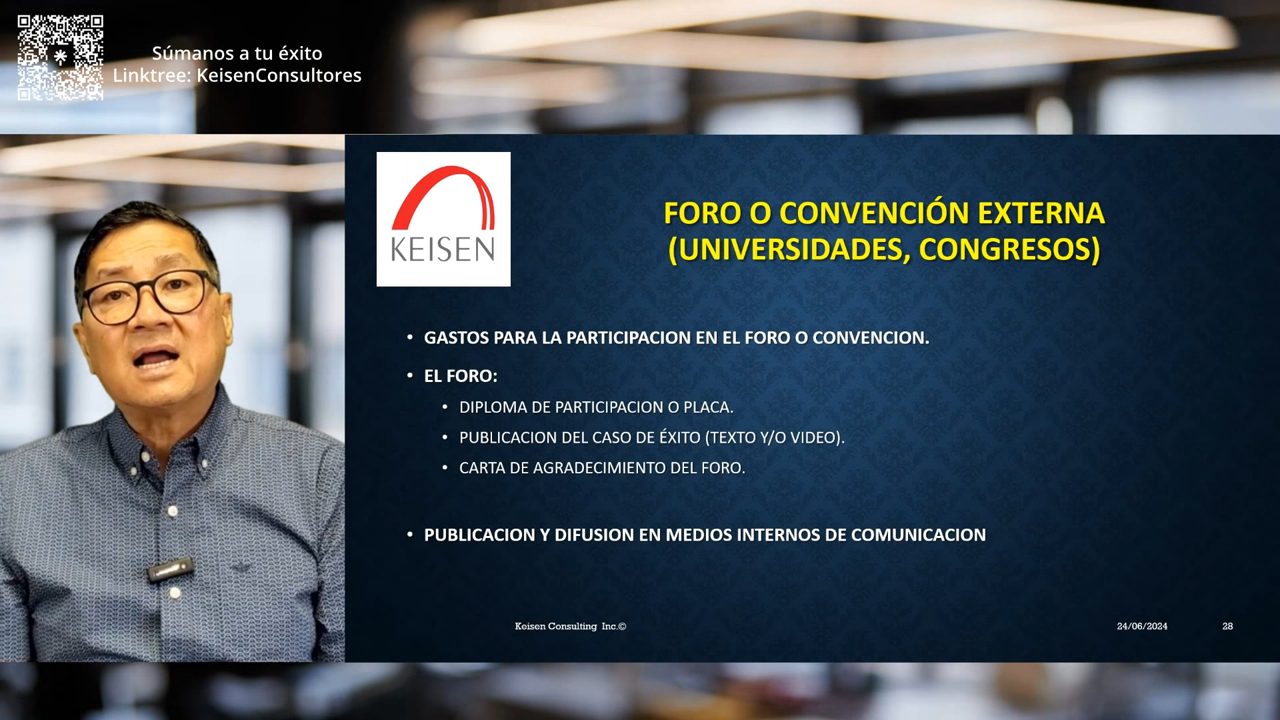 Súmanos a tu éxito
Linktree: KeisenConsultores
KEISEN
FORO O CONVENCIÓN EXTERNA
(UNIVERSIDADES, CONGRESOS)
• GASTOS PARA LA PARTICIPACION EN EL FORO O CONVENCION.
• EL FORO:
• DIPLOMA DE PARTICIPACION O PLACA.
• PUBLICACION DEL CASO DE ÉXITO (TEXTO Y/O VIDEO).
• CARTA DE AGRADECIMIENTO DEL FORO.
• PUBLICACION Y DIFUSION EN MEDIOS INTERNOS DE COMUNICACION
Keisen Consulting Inc.©
24/06/2024
28